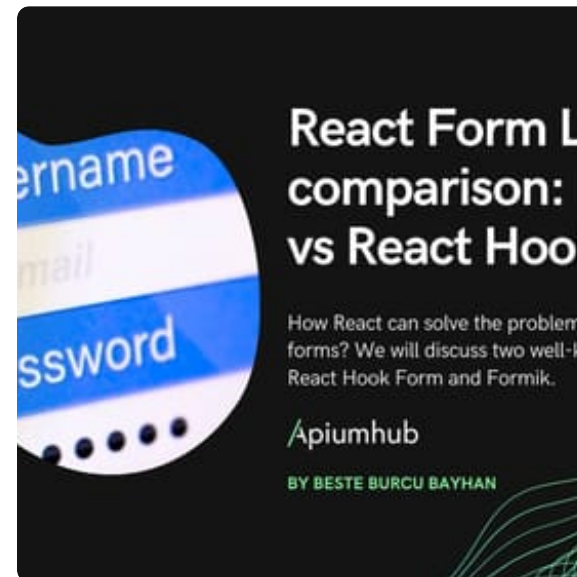 ername
mail
ssword
React Form L
comparison:
vs React Hoo
How React can solve the problem
forms? We will discuss two well-k
React Hook Form and Formik.
Apiumhub
BY BESTE BURCU BAYHAN